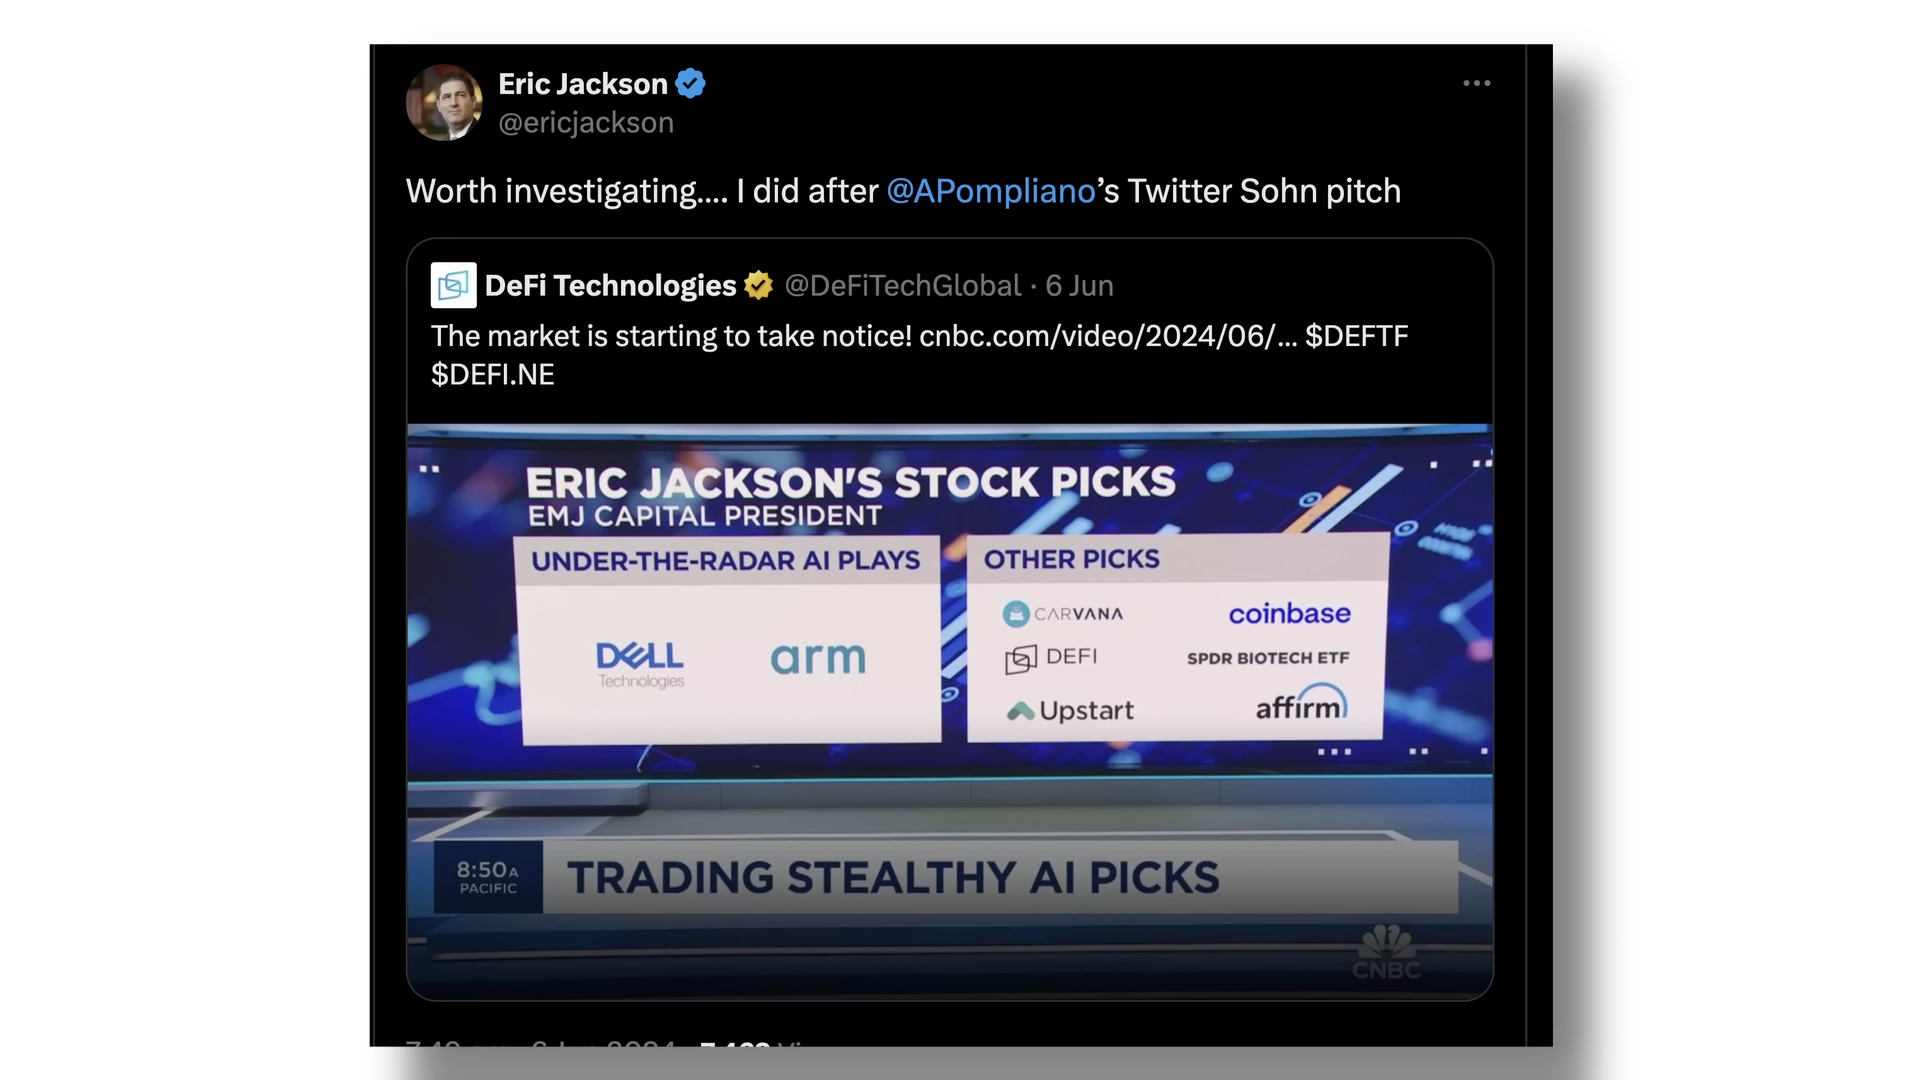 Eric Jackson
@ericjackson
Worth investigating.... I did after @APompliano’s Twitter Sohn pitch
DeFi Technologies @DeFiTechGlobal · 6 Jun
The market is starting to take notice! cnbc.com/video/2024/06/... $DEFTF
$DEFI.NE
ERIC JACKSON'S STOCK PICKS
EMJ CAPITAL PRESIDENT
UNDER-THE-RADAR AI PLAYS
DELL
Technologies
arm
OTHER PICKS
CARVANA
coinbase
DEFI
SPDR BIOTECH ETF
Upstart
affirm
8:50A
PACIFIC
TRADING STEALTHY AI PICKS
CNBC